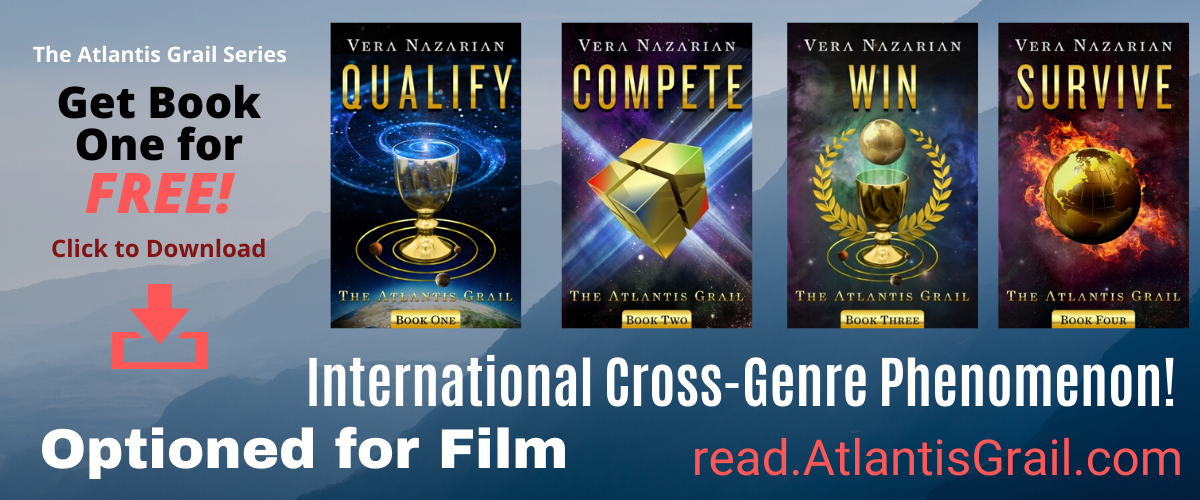 The Atlantis Grail Series
Get Book
One for
FREE!
Click to Download
VERA NAZARIAN
QUALIFY
THE ATLANTIS GRAIL
BOOK ONE
VERA NAZARIAN
COMPETE
THE ATLANTIS GRAIL
BOOK TWO
VERA NAZARIAN
WIN
THE ATLANTIS GRAIL
BOOK THREE
VERA NAZARIAN
SURVIVE
THE ATLANTIS GRAIL
BOOK FOUR
International Cross-Genre Phenomenon!
Optioned for Film
read.AtlantisGrail.com